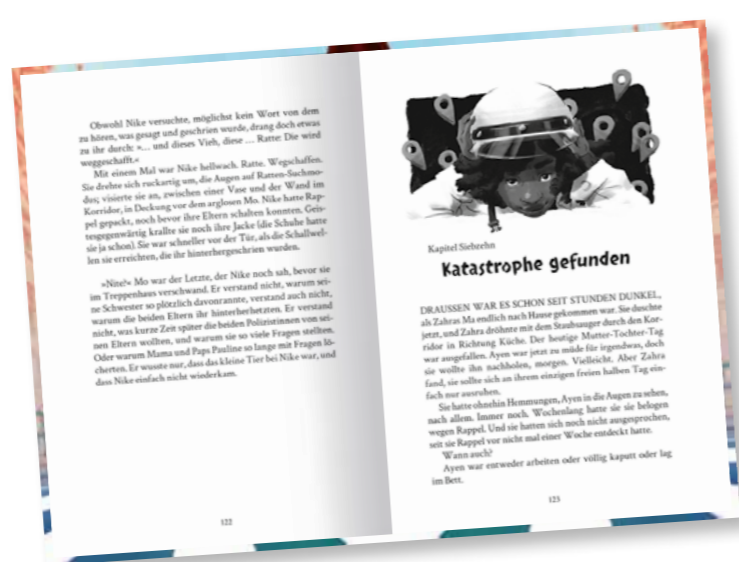 Obwohl Nike versuchte, möglichst kein Wort von dem
zu hören, was gesagt und geschrien wurde, drang doch etwas
zu ihr durch: »… und dieses Vieh, diese … Ratte: Die wird
weggeschafft.«
Mit einem Mal war Nike hellwach. Ratte. Wegschaffen.
Sie drehte sich ruckartig um, die Augen auf Ratten-Suchmo-
dus; visierte sie an, zwischen einer Vase und der Wand im
Korridor, in Deckung vor dem arglosen Mo. Nike hatte Rap-
pel gepackt, noch bevor ihre Eltern schalten konnten. Geis-
tesgegenwärtig krallte sie noch ihre Jacke (die Schuhe hatte
sie ja schon). Sie war schneller vor der Tür, als die Schallwel-
len sie erreichten, die ihr hinterhergeschrien wurden.
»Nite!« Mo war der Letzte, der Nike noch sah, bevor sie
im Treppenhaus verschwand. Er verstand nicht, warum sei-
ne Schwester so plötzlich davonrannte, verstand auch nicht,
warum die beiden Eltern ihr hinterherhetzten. Er verstand
nicht, was kurze Zeit später die beiden Polizistinnen von sei-
nen Eltern wollten, und warum sie so viele Fragen stellten.
Oder warum Mama und Paps Pauline so lange mit Fragen lö-
cherten. Er wusste nur, dass das kleine Tier bei Nike war, und
dass Nike einfach nicht wiederkam.
122
Kapitel Siebzehn
Katastrophe gefunden
DRAUSSEN WAR ES SCHON SEIT STUNDEN DUNKEL,
als Zahras Ma endlich nach Hause gekommen war. Sie duschte
jetzt, und Zahra dröhnte mit dem Staubsauger durch den Kor-
ridor in Richtung Küche. Der heutige Mutter-Tochter-Tag
war ausgefallen. Ayen war jetzt zu müde für irgendwas, doch
sie wollte ihn nachholen, morgen. Vielleicht. Aber Zahra
fand, sie sollte sich an ihrem einzigen freien halben Tag ein-
fach nur ausruhen.
Sie hatte ohnehin Hemmungen, Ayen in die Augen zu sehen,
nach allem. Immer noch. Wochenlang hatte sie sie belogen
wegen Rappel. Und sie hatten sich noch nicht ausgesprochen,
seit sie Rappel vor nicht mal einer Woche entdeckt hatte.
Wann auch?
Ayen war entweder arbeiten oder völlig kaputt oder lag
im Bett.
123